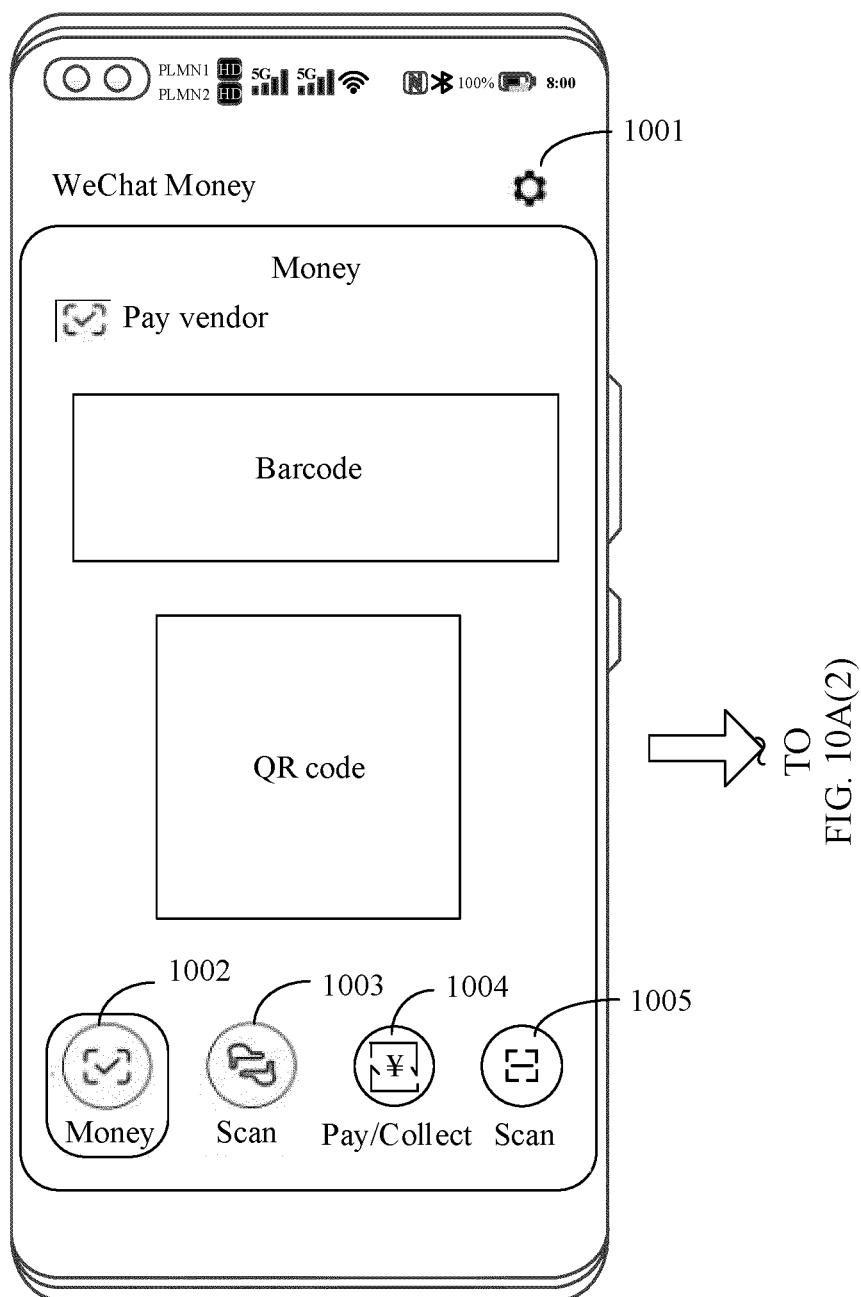 PLMN1 HD 5G 5G N 100% 8:00
PLMN2 HD
1001
WeChat Money
Money
Pay vendor
Barcode
QR code
TO
FIG. 10A(2)
1002
1003
1004
1005
¥
Money Scan Pay/Collect Scan